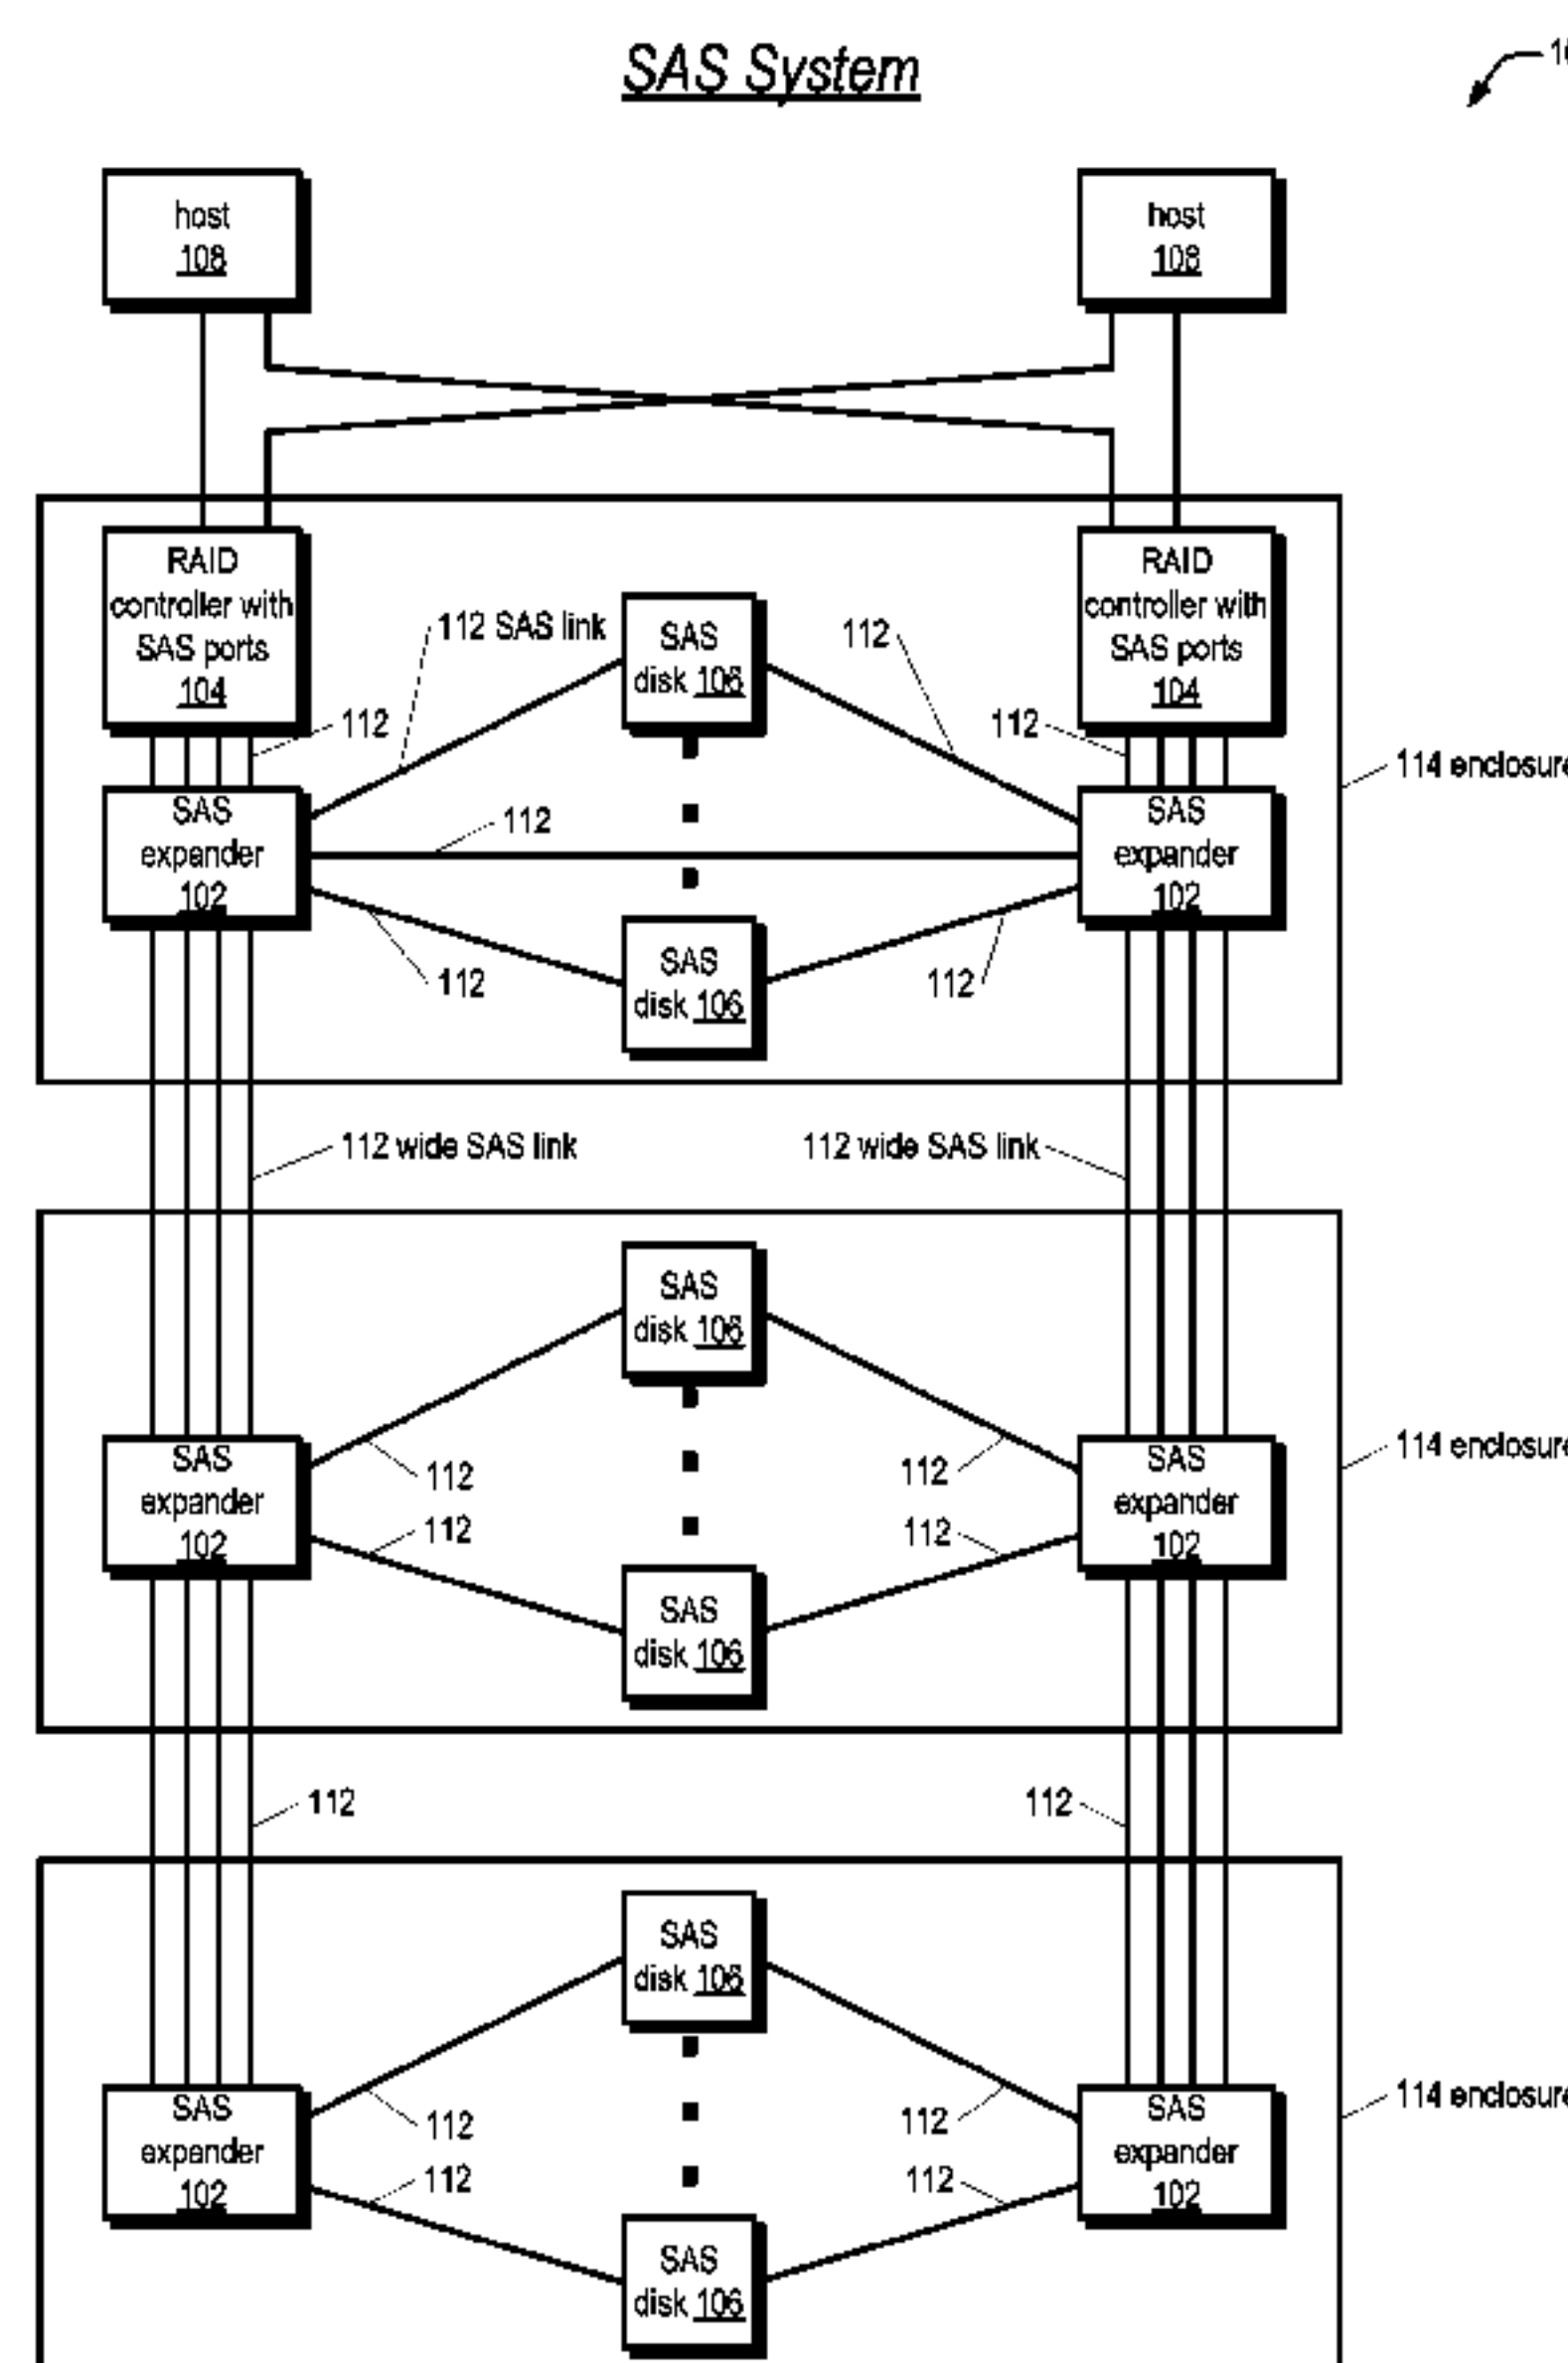 SAS System
host
108
host
108
RAID
controller with
SAS ports
104
RAID
controller with
SAS ports
104
112 SAS link
SAS
disk 106
112
112
112
114 enclosure
SAS
expander
102
112
SAS
expander
102
112
SAS
disk 106
112
112 wide SAS link
112 wide SAS link
SAS
disk 106
114 enclosure
SAS
expander
102
112
112
SAS
expander
102
112
112
SAS
disk 106
112
112
SAS
disk 106
114 enclosure
SAS
expander
102
112
112
SAS
expander
102
112
112
SAS
disk 106